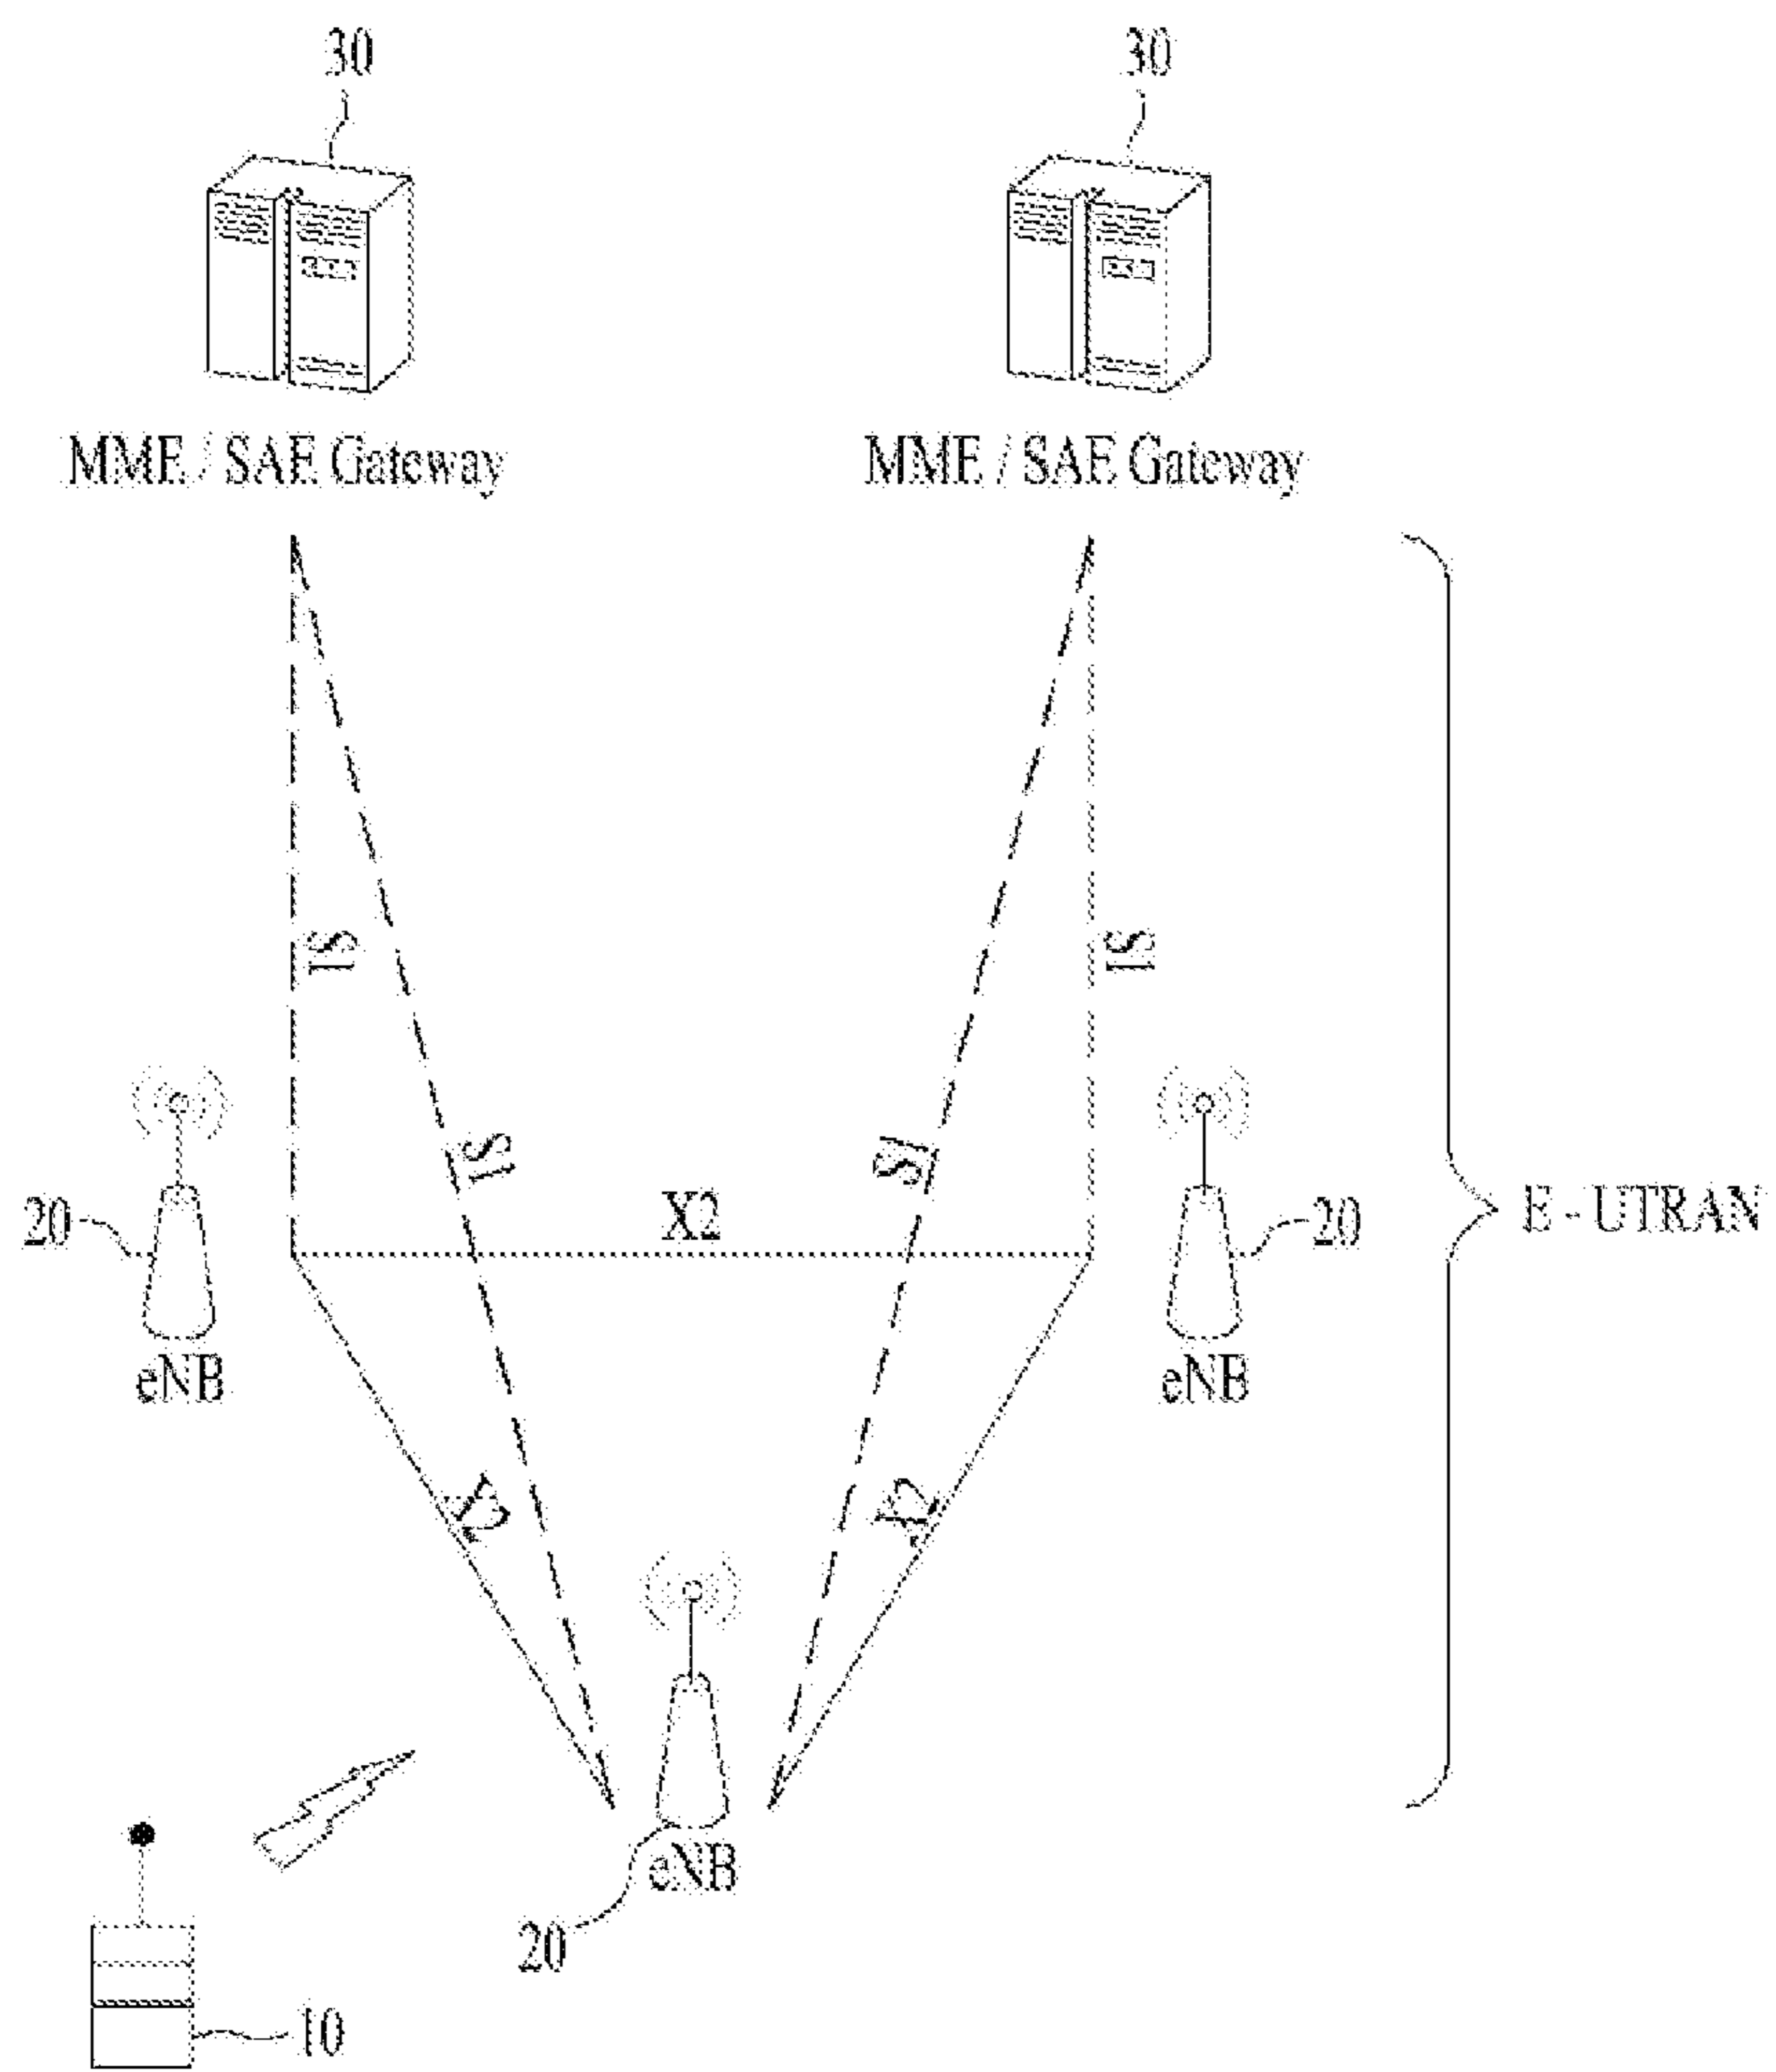 30 30
MME / SAE Gateway MME / SAE Gateway
S1 S1
S1 S1
X2
20 20
E - UTRAN
eNB eNB
X2 X2
eNB
20
10